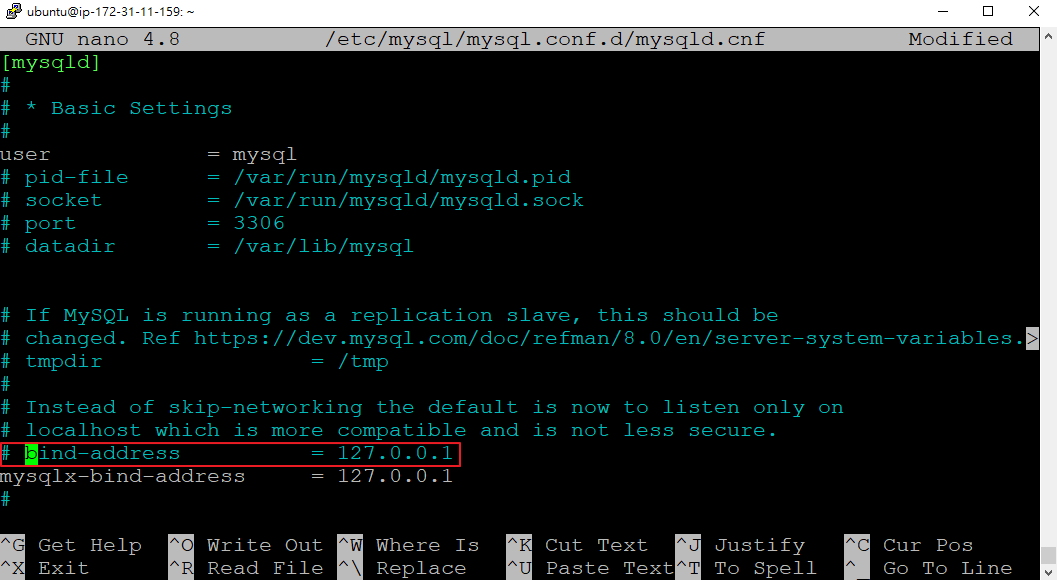 ubuntu@ip-172-31-11-159: ~
GNU nano 4.8 /etc/mysql/mysql.conf.d/mysqld.cnf Modified
[mysqld]
#
# * Basic Settings
#
user = mysql
# pid-file = /var/run/mysqld/mysqld.pid
# socket = /var/run/mysqld/mysqld.sock
# port = 3306
# datadir = /var/lib/mysql
# If MySQL is running as a replication slave, this should be
# changed. Ref https://dev.mysql.com/doc/refman/8.0/en/server-system-variables.>
# tmpdir = /tmp
#
# Instead of skip-networking the default is now to listen only on
# localhost which is more compatible and is not less secure.
# bind-address = 127.0.0.1
mysqlx-bind-address = 127.0.0.1
#
^G Get Help ^O Write Out ^W Where Is ^K Cut Text ^J Justify ^C Cur Pos
^X Exit ^R Read File ^\ Replace ^U Paste Text ^T To Spell ^_ Go To Line